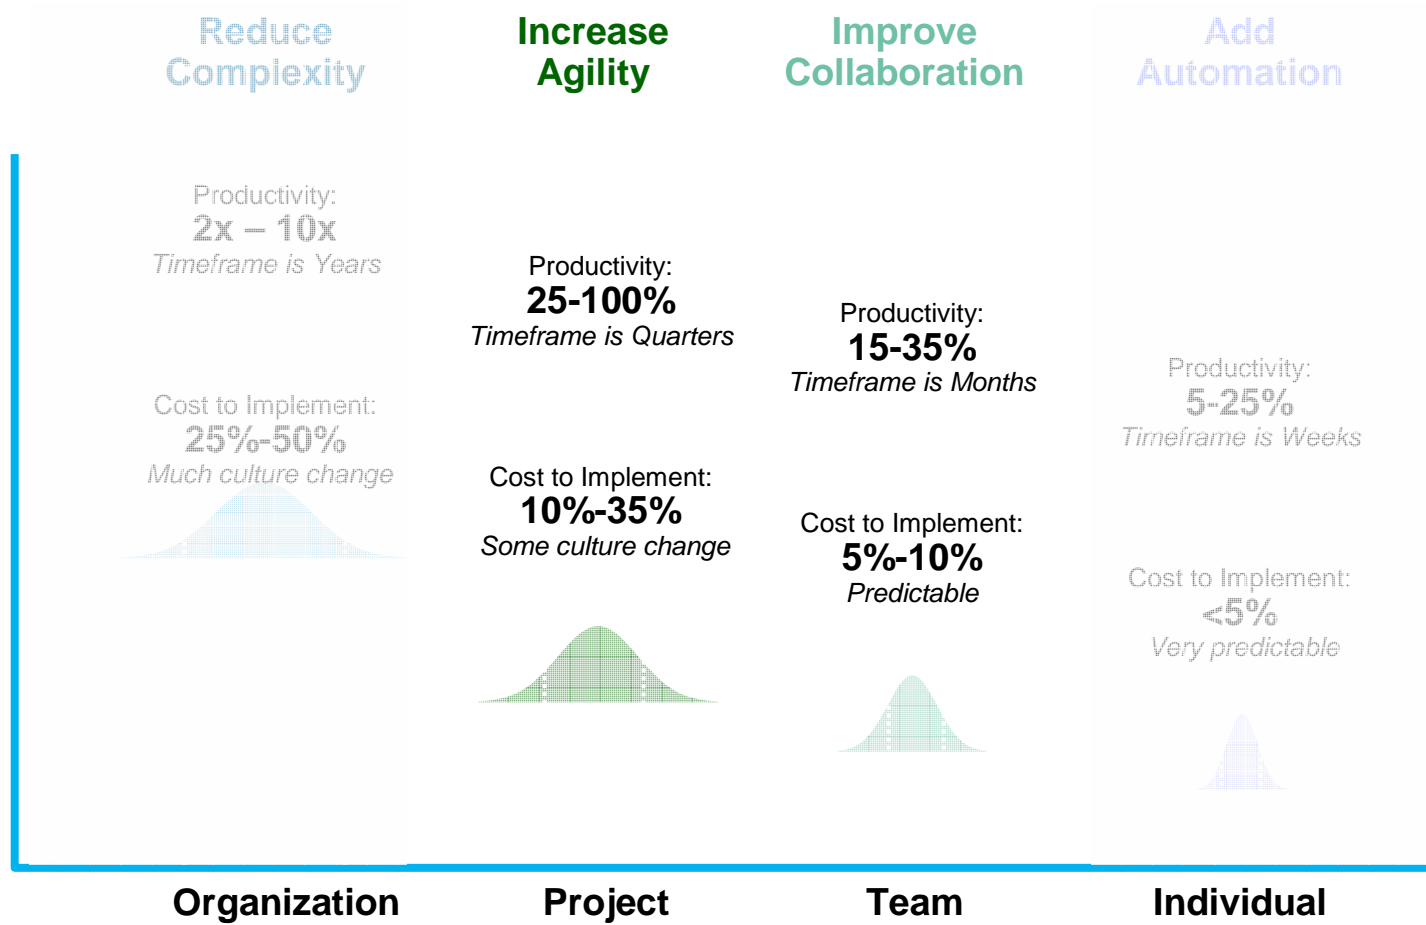 Reduce
Complexity
Increase
Agility
Improve
Collaboration
Add
Automation
Productivity:
2x – 10x
Timeframe is Years
Cost to Implement:
25%-50%
Much culture change
Productivity:
25-100%
Timeframe is Quarters
Cost to Implement:
10%-35%
Some culture change
Productivity:
15-35%
Timeframe is Months
Cost to Implement:
5%-10%
Predictable
Productivity:
5-25%
Timeframe is Weeks
Cost to Implement:
<5%
Very predictable
Organization
Project
Team
Individual